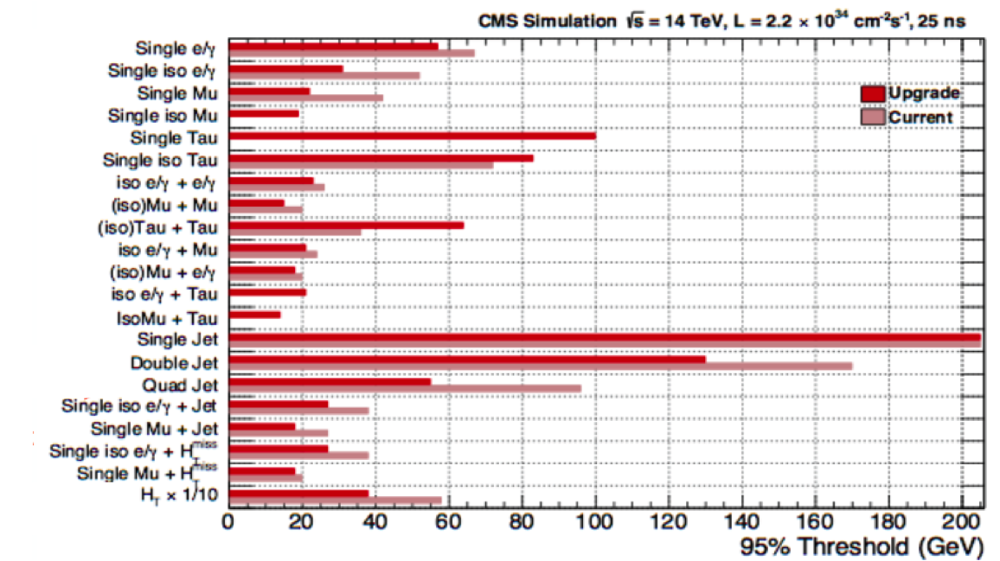 CMS Simulation √s = 14 TeV, L = 2.2 × 10³⁴ cm⁻²s⁻¹, 25 ns
Single e/γ
Single iso e/γ
Single Mu
Single iso Mu
Single Tau
Single iso Tau
iso e/γ + e/γ
(iso)Mu + Mu
(iso)Tau + Tau
iso e/γ + Mu
(iso)Mu + e/γ
iso e/γ + Tau
IsoMu + Tau
Single Jet
Double Jet
Quad Jet
Single iso e/γ + Jet
Single Mu + Jet
Single iso e/γ + H_T^miss
Single Mu + H_T^miss
H_T × 1/10
Upgrade
Current
0 20 40 60 80 100 120 140 160 180 200
95% Threshold (GeV)